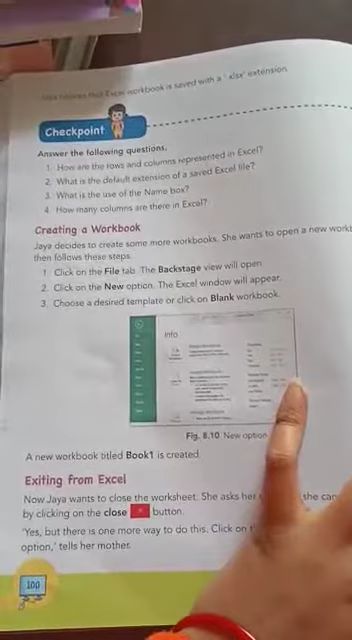 Jaya notices that Excel workbook is saved with a '.xlsx' extension.
Checkpoint
Answer the following questions.
1. How are the rows and columns represented in Excel?
2. What is the default extension of a saved Excel file?
3. What is the use of the Name box?
4. How many columns are there in Excel?
Creating a Workbook
Jaya decides to create some more workbooks. She wants to open a new workb
then follows these steps.
1. Click on the File tab. The Backstage view will open.
2. Click on the New option. The Excel window will appear.
3. Choose a desired template or click on Blank workbook.
Info
Fig. 8.10 New option
A new workbook titled Book1 is created.
Exiting from Excel
Now Jaya wants to close the worksheet. She asks her she can
by clicking on the close button.
'Yes, but there is one more way to do this. Click on
option,' tells her mother.
100